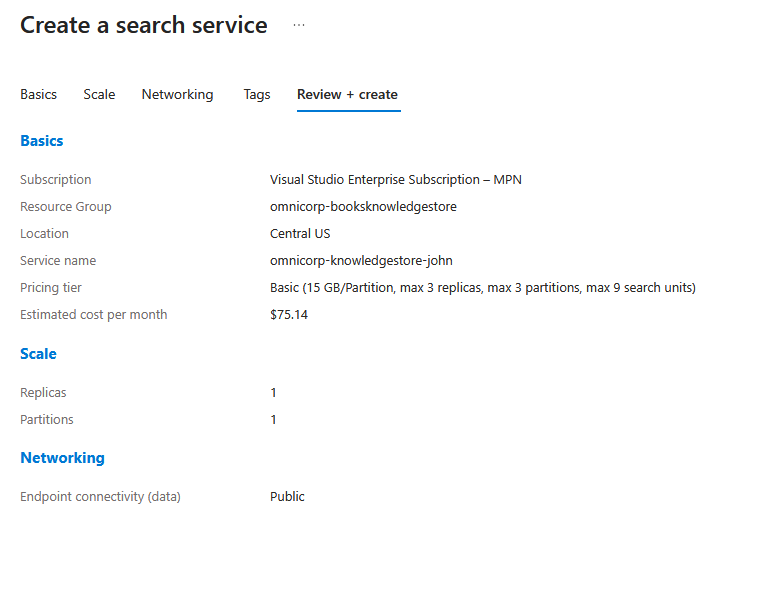 Create a search service ...
Basics Scale Networking Tags Review + create
Basics
Subscription Visual Studio Enterprise Subscription – MPN
Resource Group omnicorp-booksknowledgestore
Location Central US
Service name omnicorp-knowledgestore-john
Pricing tier Basic (15 GB/Partition, max 3 replicas, max 3 partitions, max 9 search units)
Estimated cost per month $75.14
Scale
Replicas 1
Partitions 1
Networking
Endpoint connectivity (data) Public